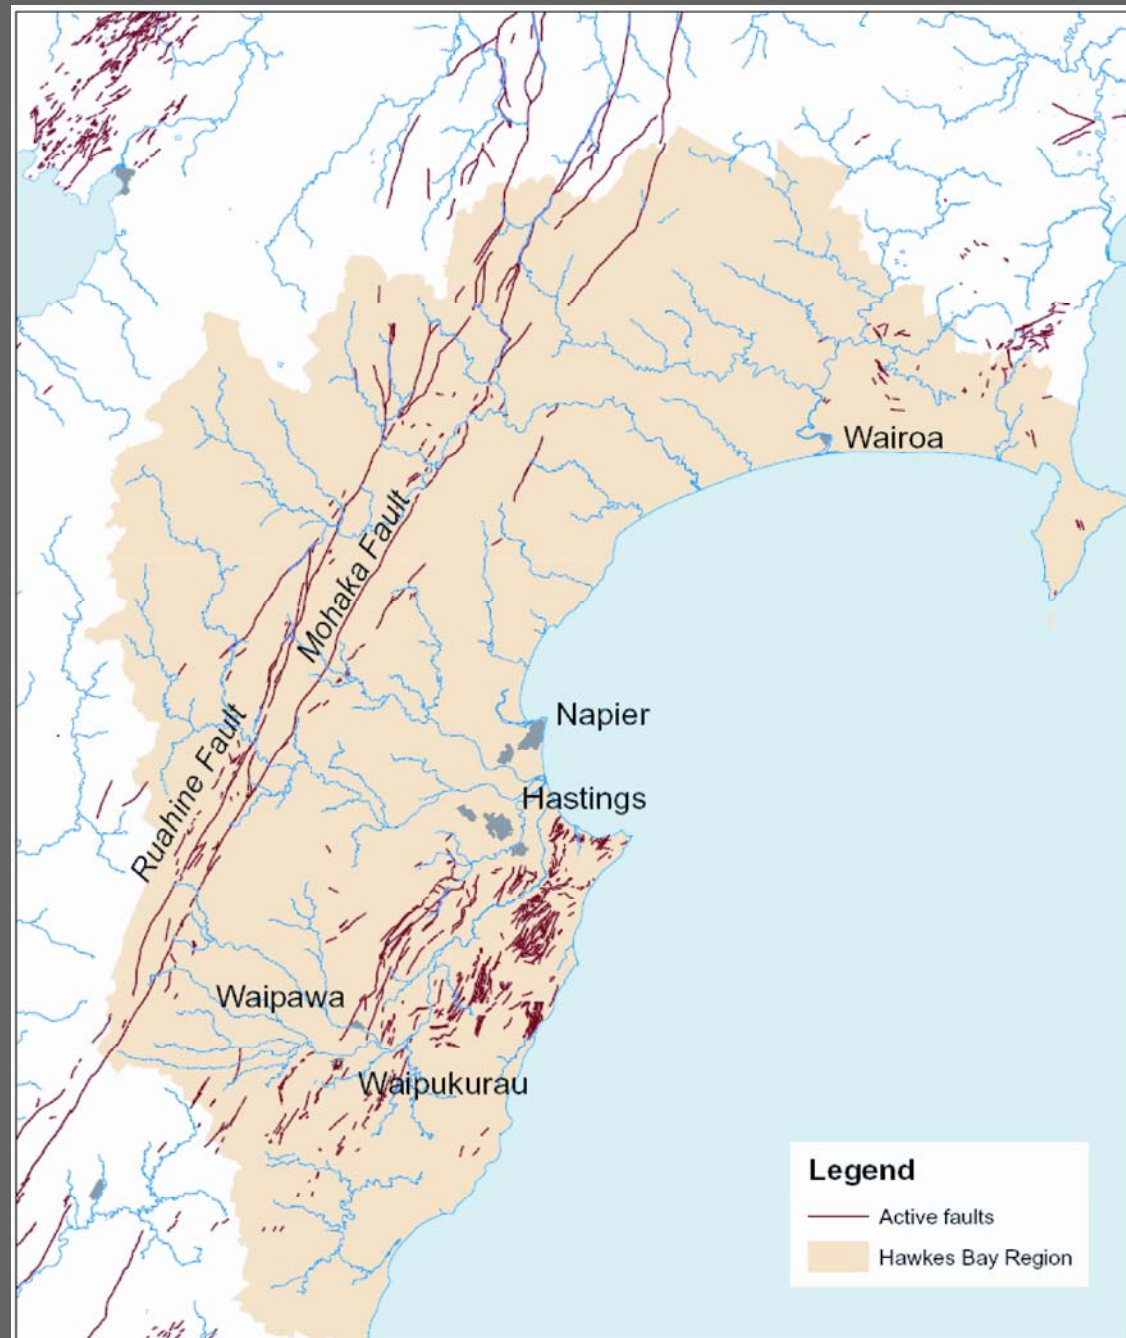 Wairoa
Mohaka Fault
Napier
Ruahine Fault
Hastings
Waipawa
Waipukurau
Legend
Active faults
Hawkes Bay Region